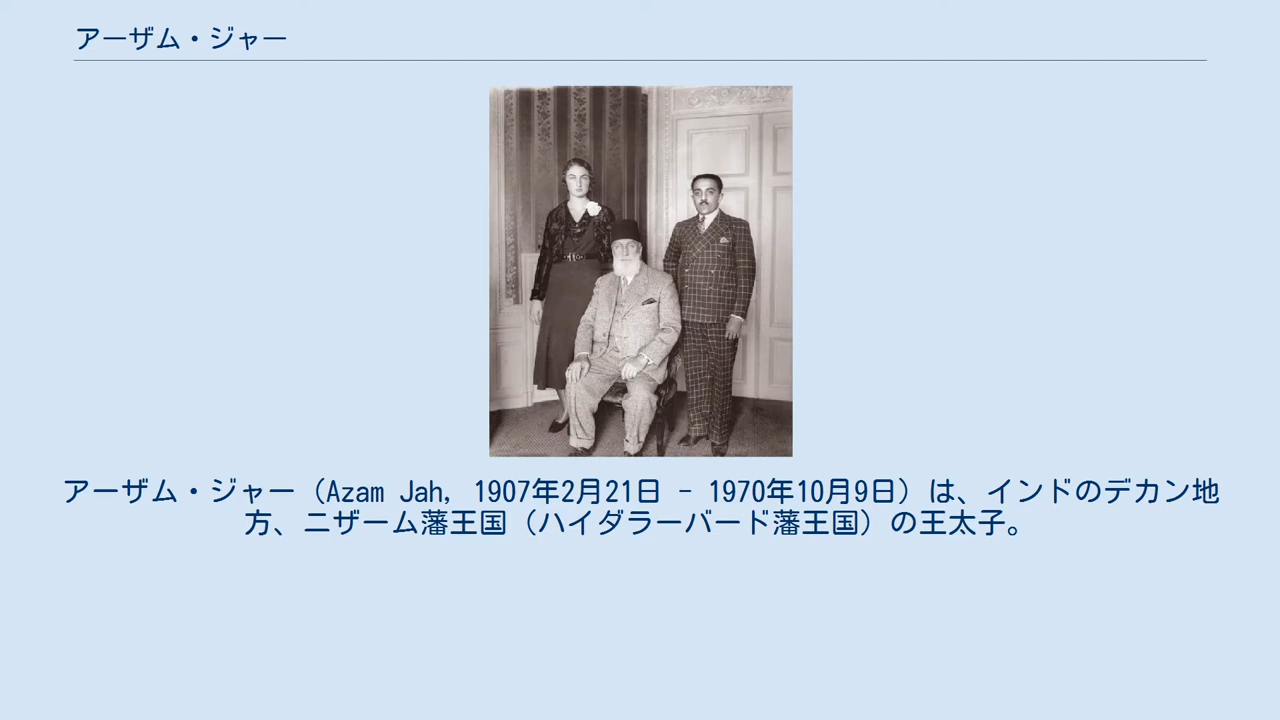 アーザム・ジャー
アーザム・ジャー（Azam Jah, 1907年2月21日 - 1970年10月9日）は、インドのデカン地
方、ニザーム藩王国（ハイダラーバード藩王国）の王太子。